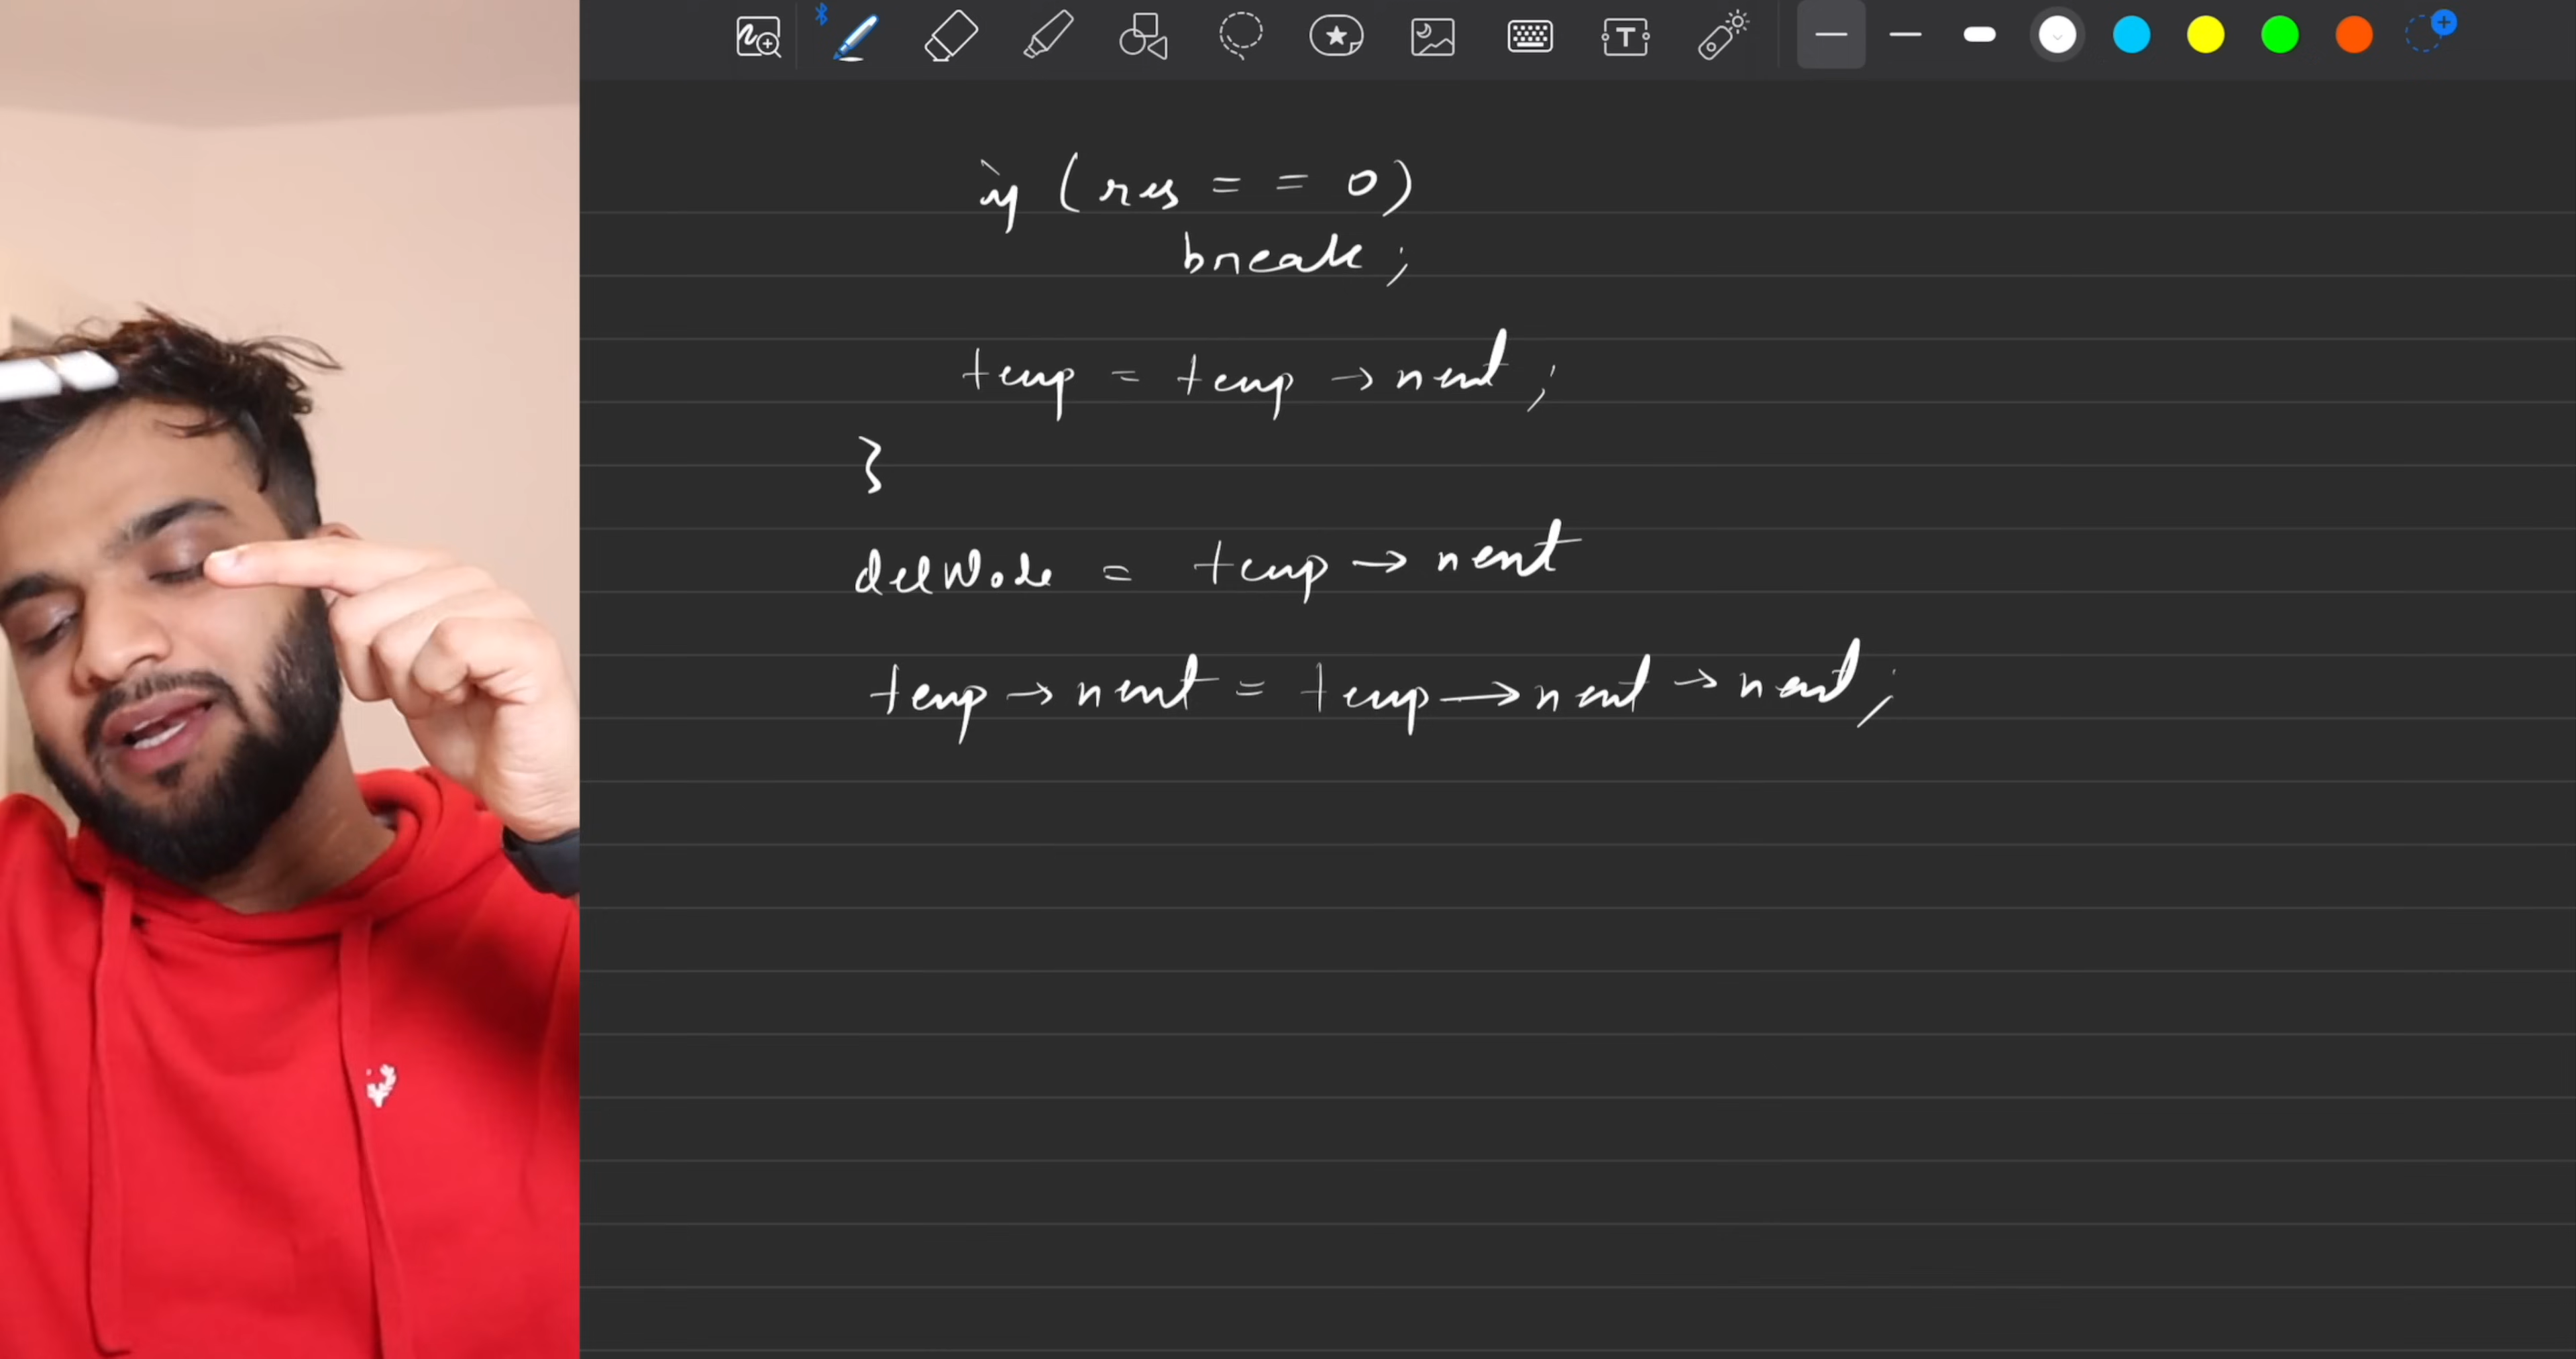 if (res == 0)
break;
temp = temp → next;
}
delNode = temp → next
temp → next = temp → next → next;